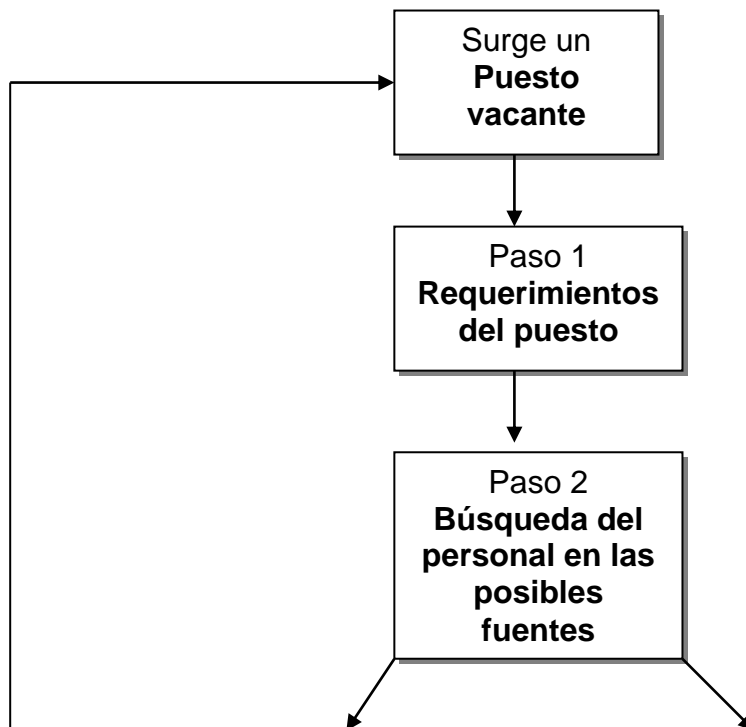 Surge un
Puesto
vacante
Paso 1
Requerimientos
del puesto
Paso 2
Búsqueda del
personal en las
posibles
fuentes